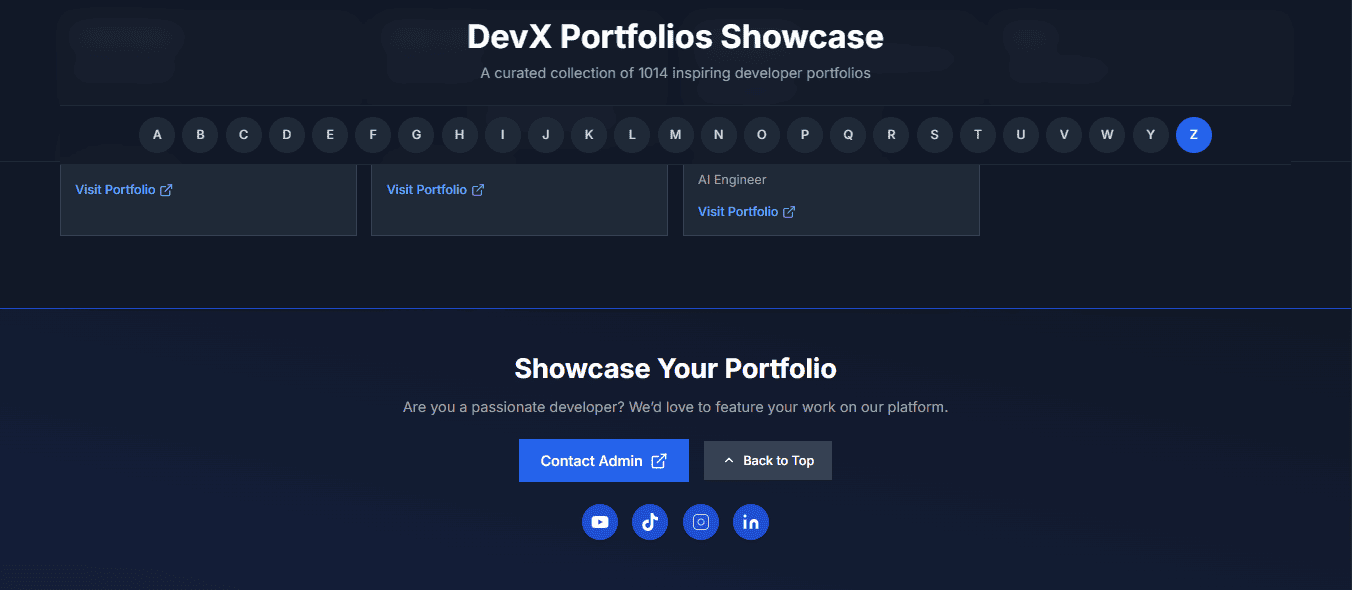 DevX Portfolios Showcase
A curated collection of 1014 inspiring developer portfolios
A B C D E F G H I J K L M N O P Q R S T U V W Y Z
Visit Portfolio
Visit Portfolio
AI Engineer
Visit Portfolio
Showcase Your Portfolio
Are you a passionate developer? We'd love to feature your work on our platform.
Contact Admin
Back to Top